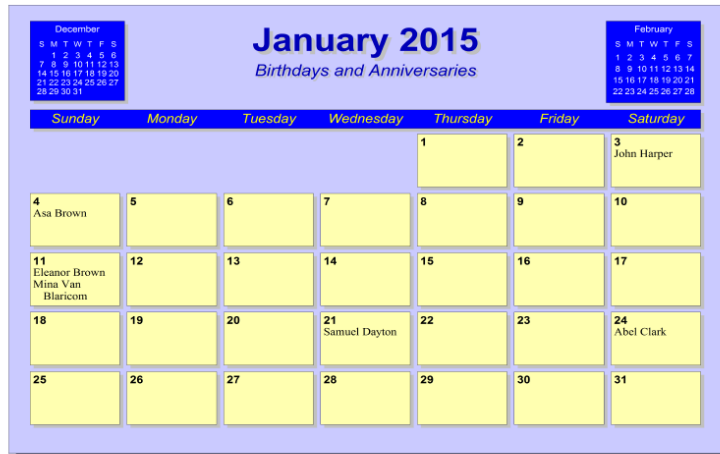 December
S M T W T F S
1 2 3 4 5 6
7 8 9 10 11 12 13
14 15 16 17 18 19 20
21 22 23 24 25 26 27
28 29 30 31
January 2015
Birthdays and Anniversaries
February
S M T W T F S
1 2 3 4 5 6 7
8 9 10 11 12 13 14
15 16 17 18 19 20 21
22 23 24 25 26 27 28
Sunday Monday Tuesday Wednesday Thursday Friday Saturday
1 2 3
John Harper
4 5 6 7 8 9 10
Asa Brown
11 12 13 14 15 16 17
Eleanor Brown
Mina Van
Blaricom
18 19 20 21 22 23 24
Samuel Dayton Abel Clark
25 26 27 28 29 30 31